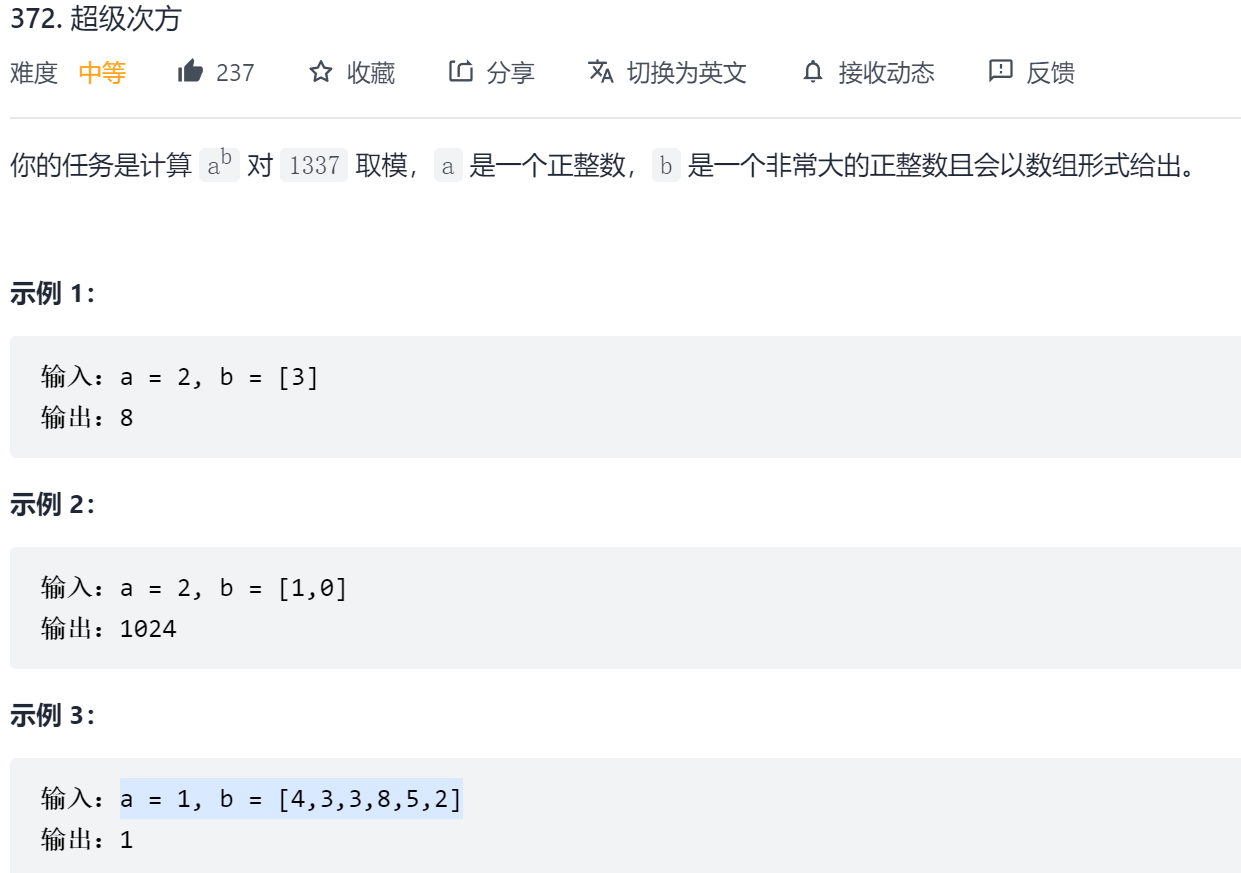 372. 超级次方
难度 中等 237 收藏 分享 切换为英文 接收动态 反馈
你的任务是计算 aᵇ 对 1337 取模，a 是一个正整数，b 是一个非常大的正整数且会以数组形式给出。
示例 1：
输入：a = 2, b = [3]
输出：8
示例 2：
输入：a = 2, b = [1,0]
输出：1024
示例 3：
输入：a = 1, b = [4,3,3,8,5,2]
输出：1